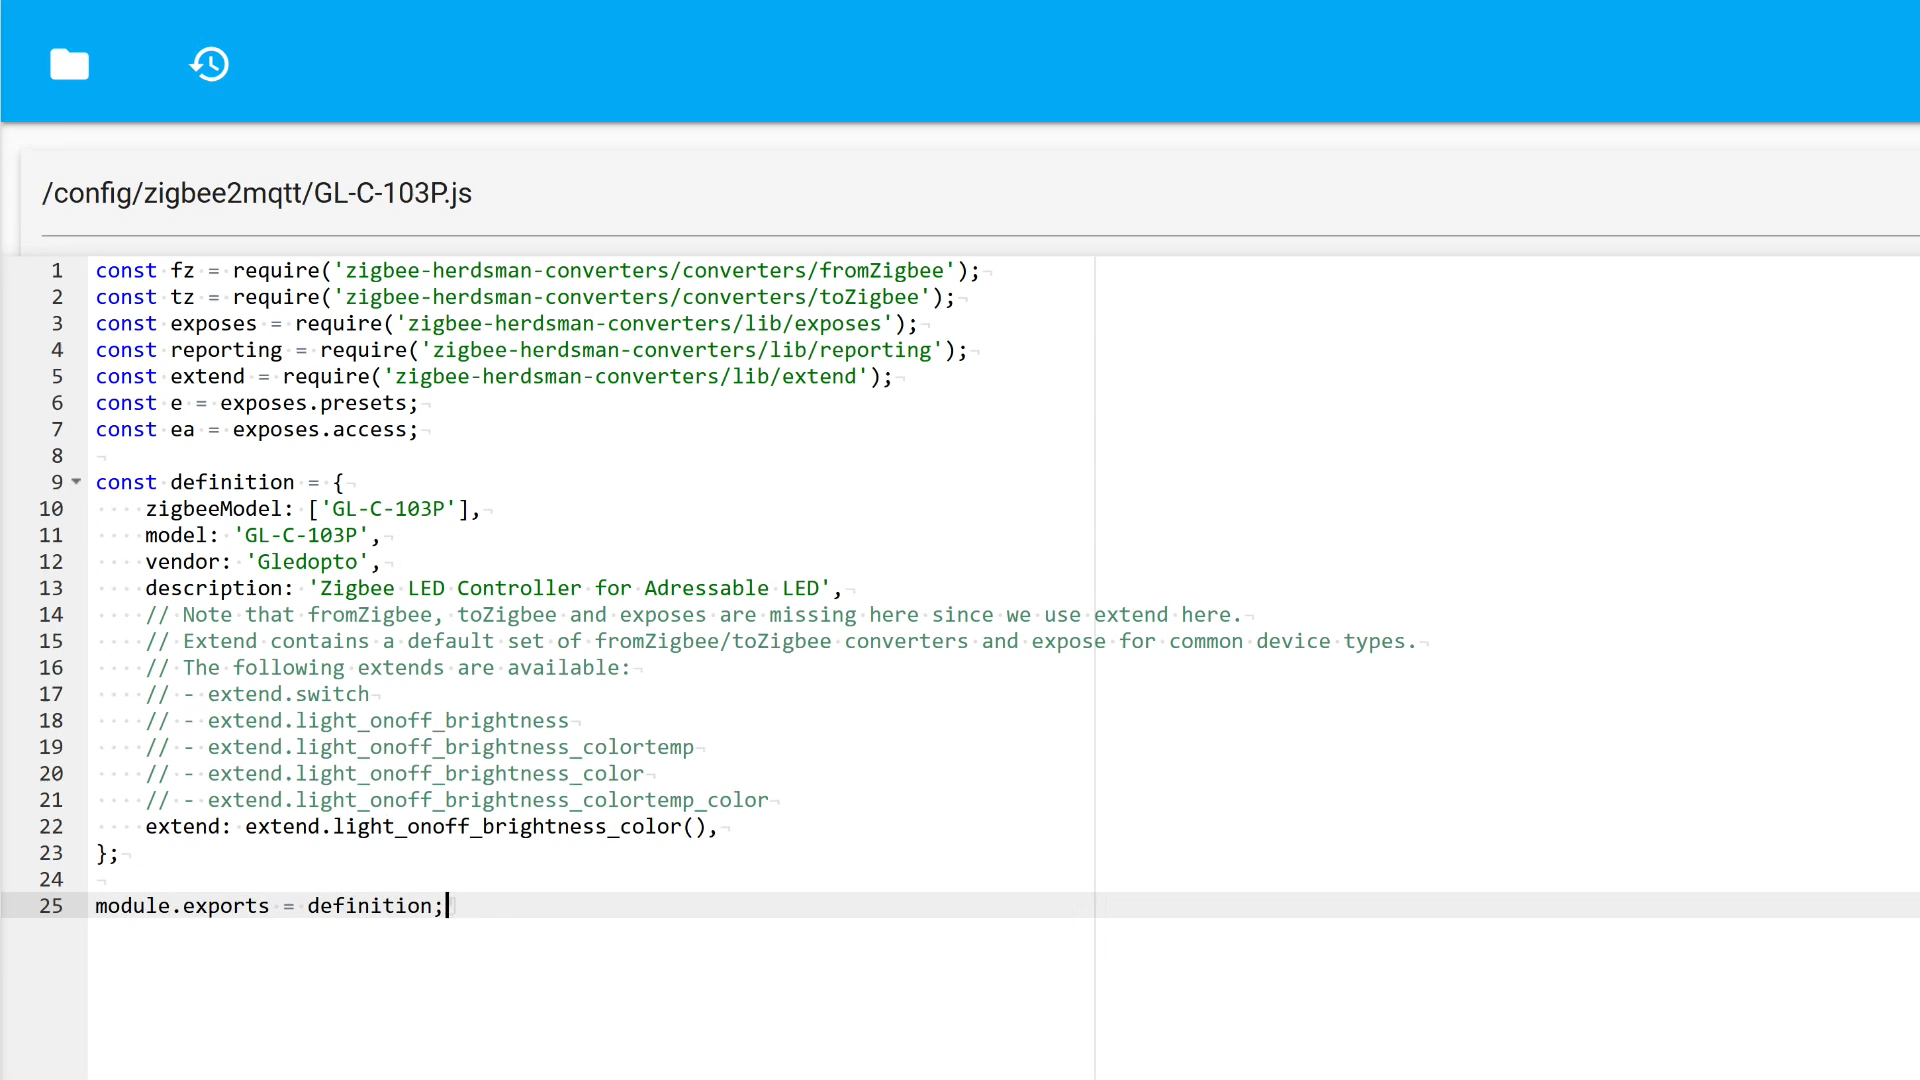 /config/zigbee2mqtt/GL-C-103P.js
1 const fz = require('zigbee-herdsman-converters/converters/fromZigbee');
2 const tz = require('zigbee-herdsman-converters/converters/toZigbee');
3 const exposes = require('zigbee-herdsman-converters/lib/exposes');
4 const reporting = require('zigbee-herdsman-converters/lib/reporting');
5 const extend = require('zigbee-herdsman-converters/lib/extend');
6 const e = exposes.presets;
7 const ea = exposes.access;
8
9 const definition = {
10     zigbeeModel: ['GL-C-103P'],
11     model: 'GL-C-103P',
12     vendor: 'Gledopto',
13     description: 'Zigbee LED Controller for Adressable LED',
14     // Note that fromZigbee, toZigbee and exposes are missing here since we use extend here.
15     // Extend contains a default set of fromZigbee/toZigbee converters and expose for common device types.
16     // The following extends are available:
17     // - extend.switch
18     // - extend.light_onoff_brightness
19     // - extend.light_onoff_brightness_colortemp
20     // - extend.light_onoff_brightness_color
21     // - extend.light_onoff_brightness_colortemp_color
22     extend: extend.light_onoff_brightness_color(),
23 };
24
25 module.exports = definition;